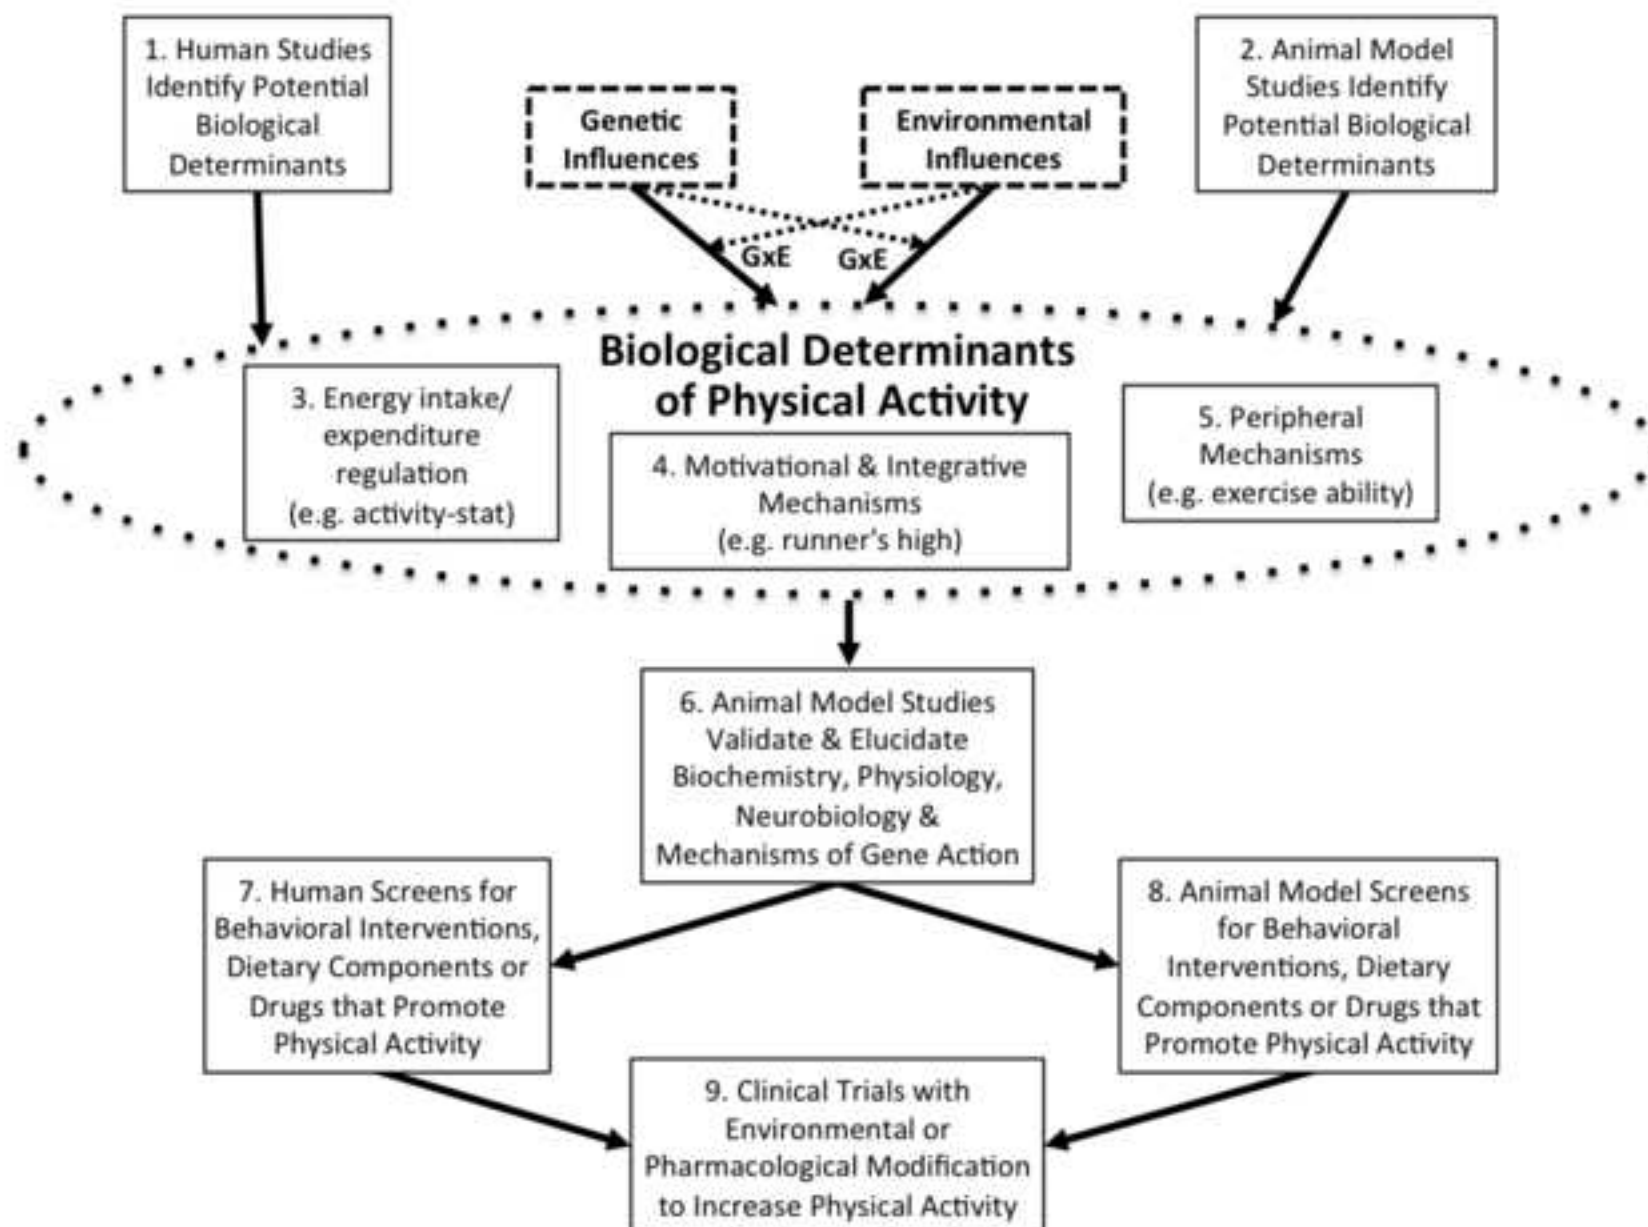 1. Human Studies
Identify Potential
Biological
Determinants
Genetic
Influences
Environmental
Influences
2. Animal Model
Studies Identify
Potential Biological
Determinants
GxE
GxE
Biological Determinants
of Physical Activity
3. Energy intake/
expenditure
regulation
(e.g. activity-stat)
4. Motivational & Integrative
Mechanisms
(e.g. runner's high)
5. Peripheral
Mechanisms
(e.g. exercise ability)
6. Animal Model Studies
Validate & Elucidate
Biochemistry, Physiology,
Neurobiology &
Mechanisms of Gene Action
7. Human Screens for
Behavioral Interventions,
Dietary Components or
Drugs that Promote
Physical Activity
8. Animal Model Screens
for Behavioral
Interventions, Dietary
Components or Drugs that
Promote Physical Activity
9. Clinical Trials with
Environmental or
Pharmacological Modification
to Increase Physical Activity